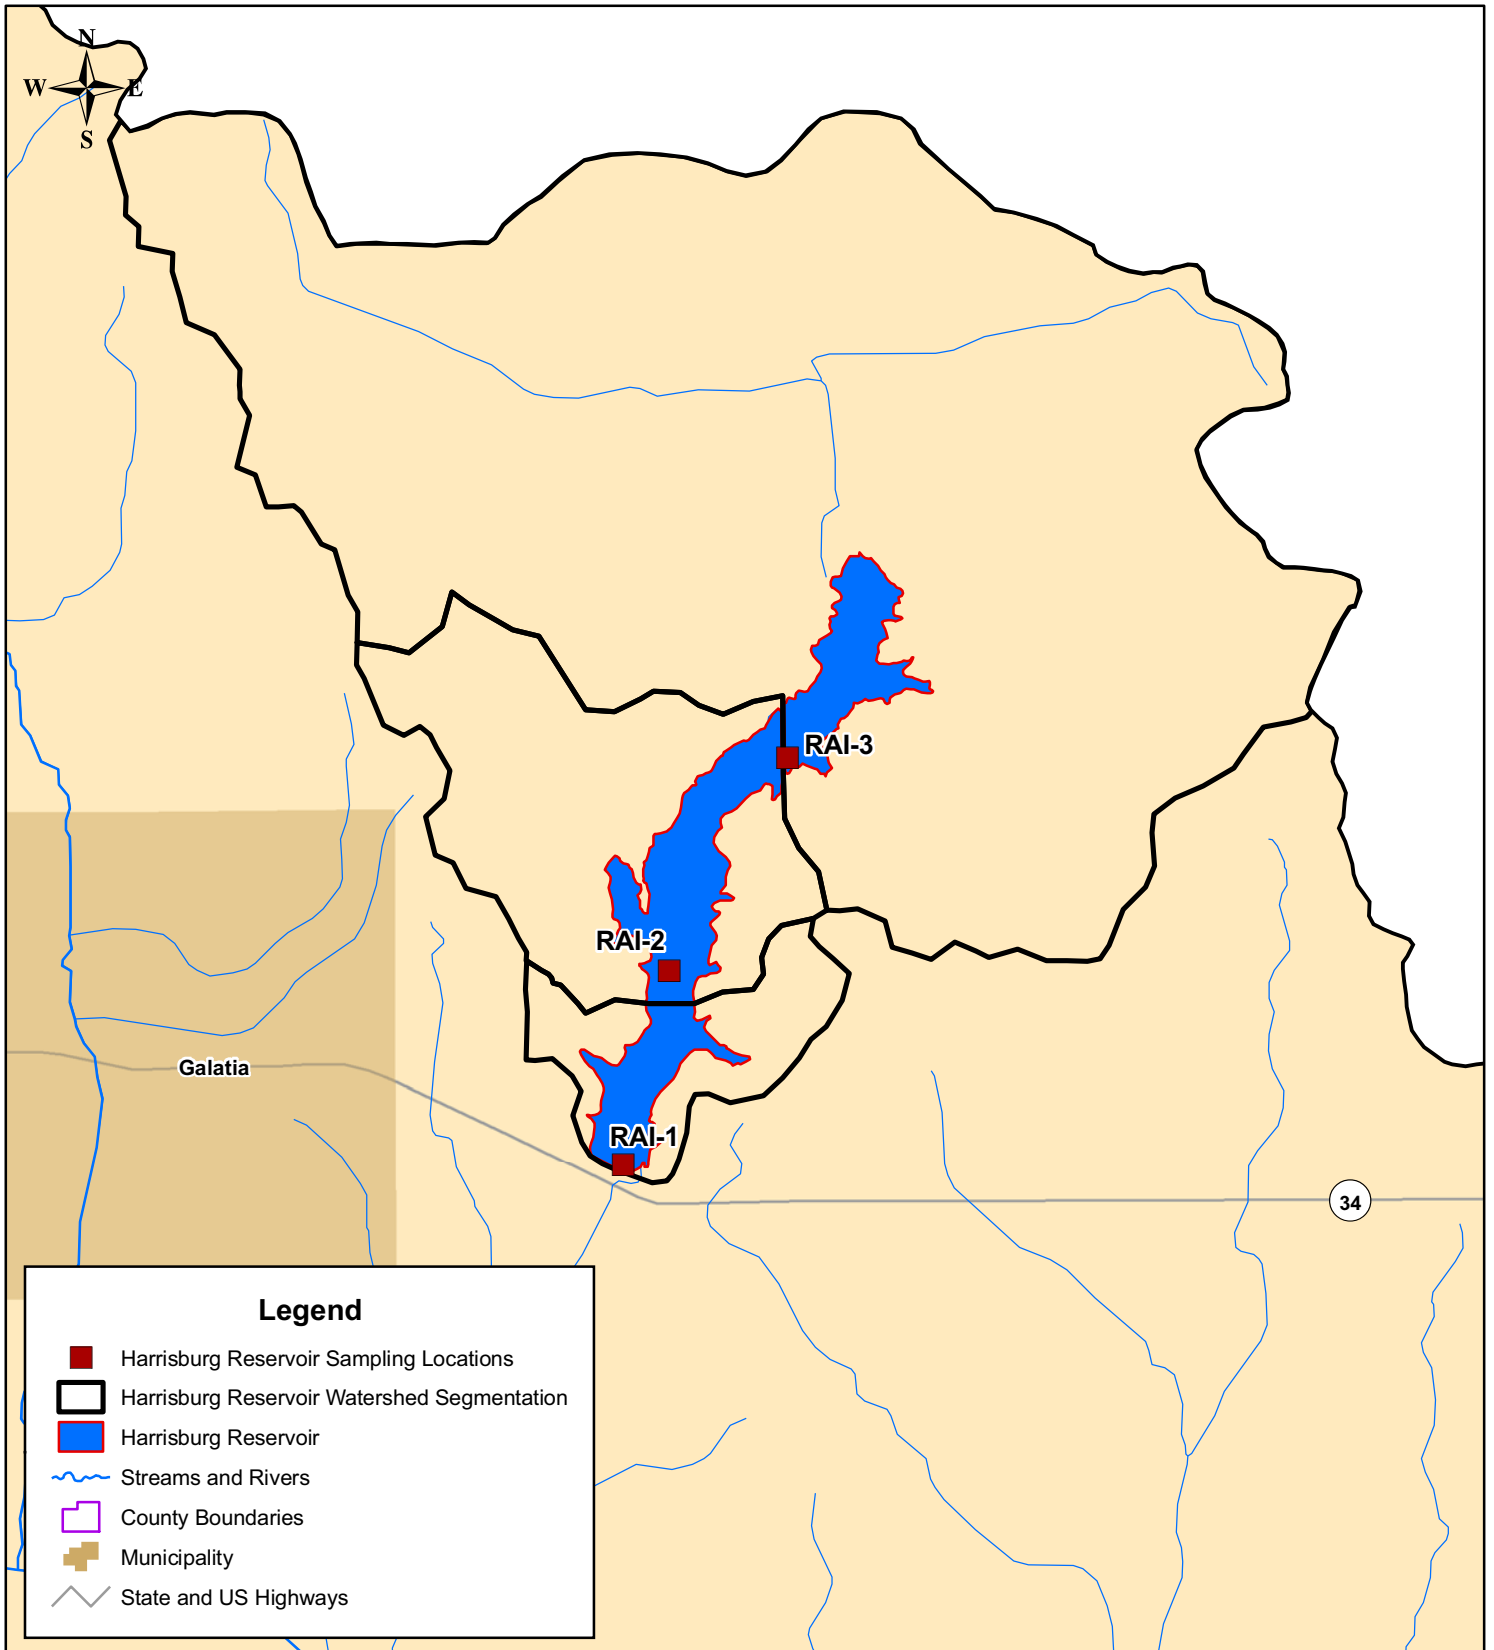 N
W E
S
RAI-3
RAI-2
Galatia
RAI-1
34
Legend
Harrisburg Reservoir Sampling Locations
Harrisburg Reservoir Watershed Segmentation
Harrisburg Reservoir
Streams and Rivers
County Boundaries
Municipality
State and US Highways